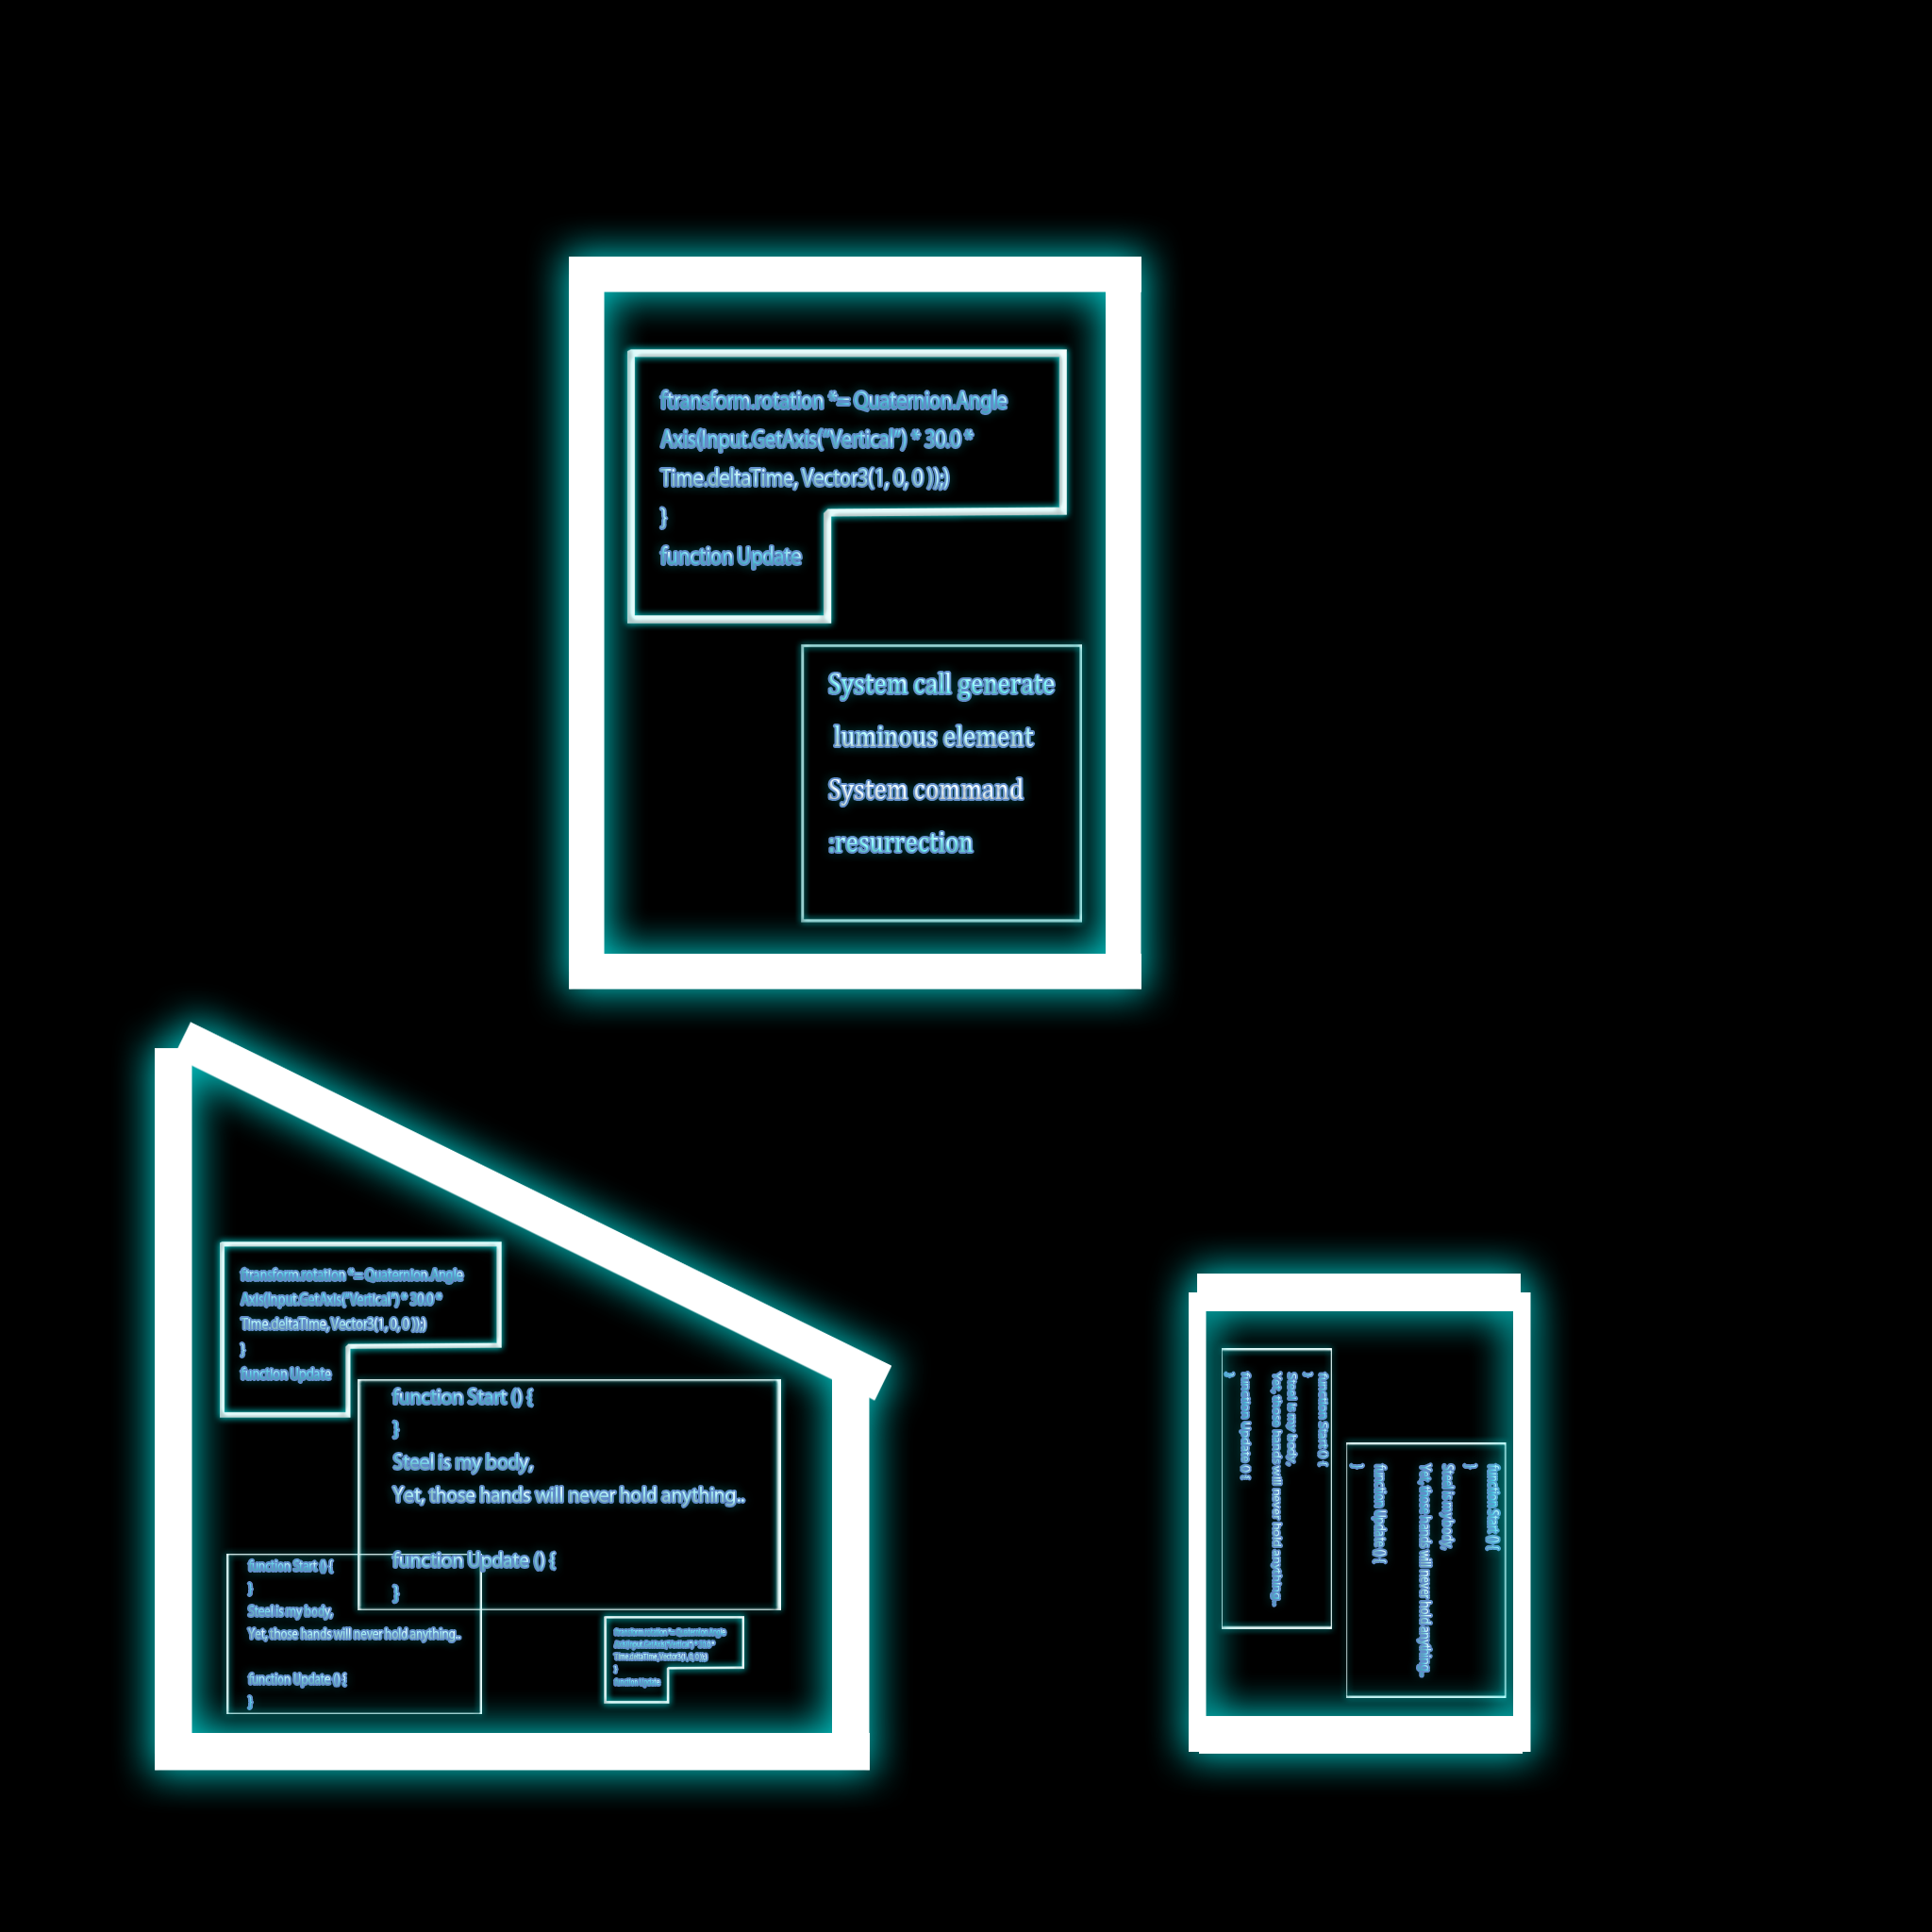 ftransform.rotation *= Quaternion.Angle
Axis(Input.GetAxis("Vertical") * 30.0 *
Time.deltaTime, Vector3(1, 0, 0 ));)
}
function Update
System call generate
luminous element
System command
:resurrection
ftransform.rotation *= Quaternion.Angle
Axis(Input.GetAxis("Vertical") * 30.0 *
Time.deltaTime, Vector3(1, 0, 0 ));)
}
function Update
function Start () {
}
Steel is my body,
Yet, those hands will never hold anything..
function Update () {
}
function Start () {
}
Steel is my body,
Yet, those hands will never hold anything..
function Update () {
}
ftransform.rotation *= Quaternion.Angle
Axis(Input.GetAxis("Vertical") * 30.0 *
Time.deltaTime, Vector3(1, 0, 0 ));)
}
function Update
function Start () {
}
Steel is my body,
Yet, those hands will never hold anything..
function Update () {
}
function Start () {
}
Steel is my body,
Yet, those hands will never hold anything..
function Update () {
}